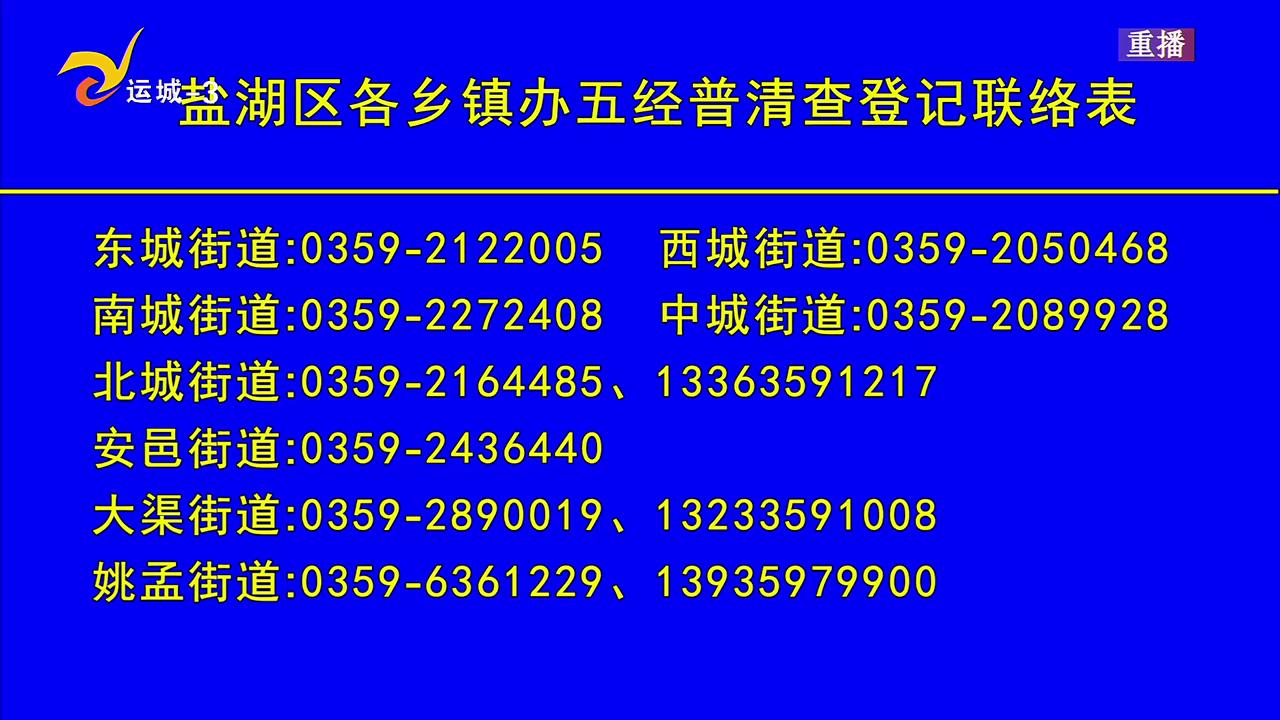 重播
运城-3
盐湖区各乡镇办五经普清查登记联络表
东城街道:0359-2122005 西城街道:0359-2050468
南城街道:0359-2272408 中城街道:0359-2089928
北城街道:0359-2164485、13363591217
安邑街道:0359-2436440
大渠街道:0359-2890019、13233591008
姚孟街道:0359-6361229、13935979900